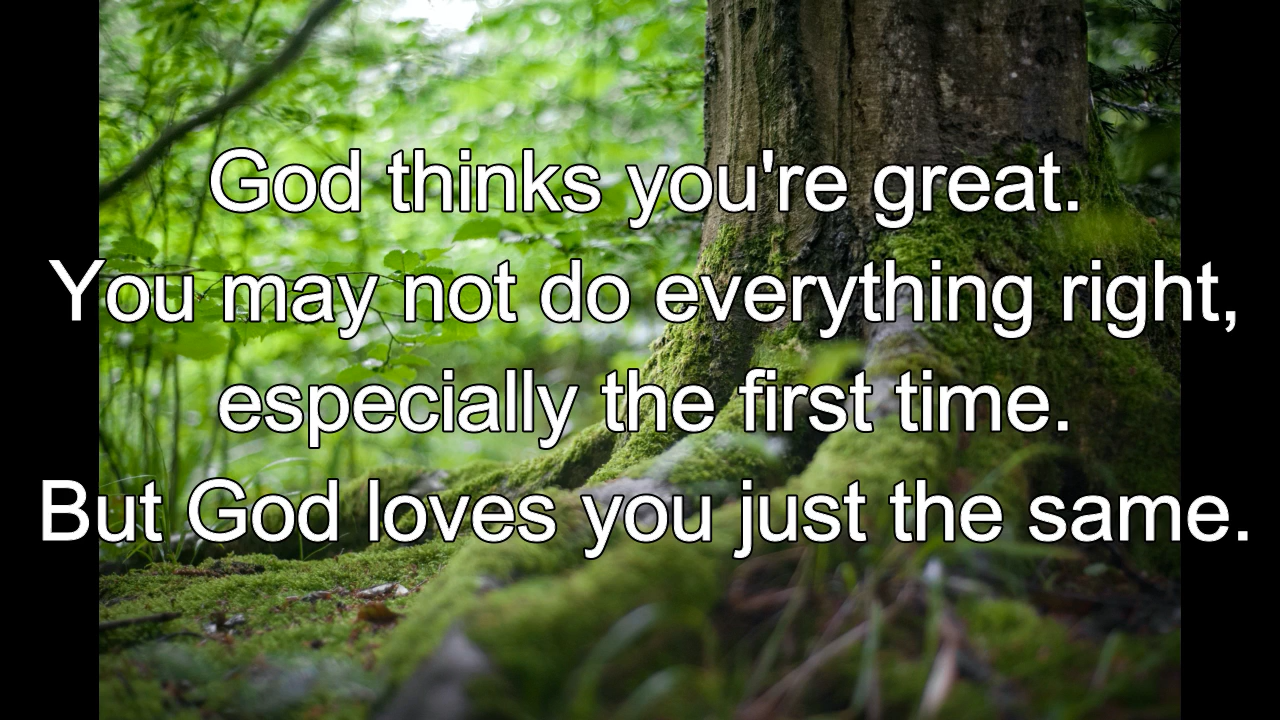 God thinks you're great.
You may not do everything right,
especially the first time.
But God loves you just the same.